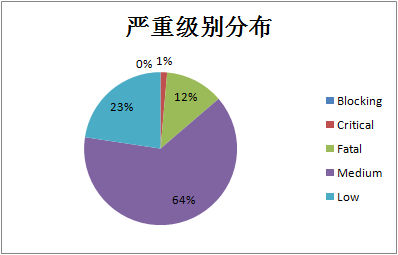 严重级别分布
0%
1%
12%
23%
64%
Blocking
Critical
Fatal
Medium
Low